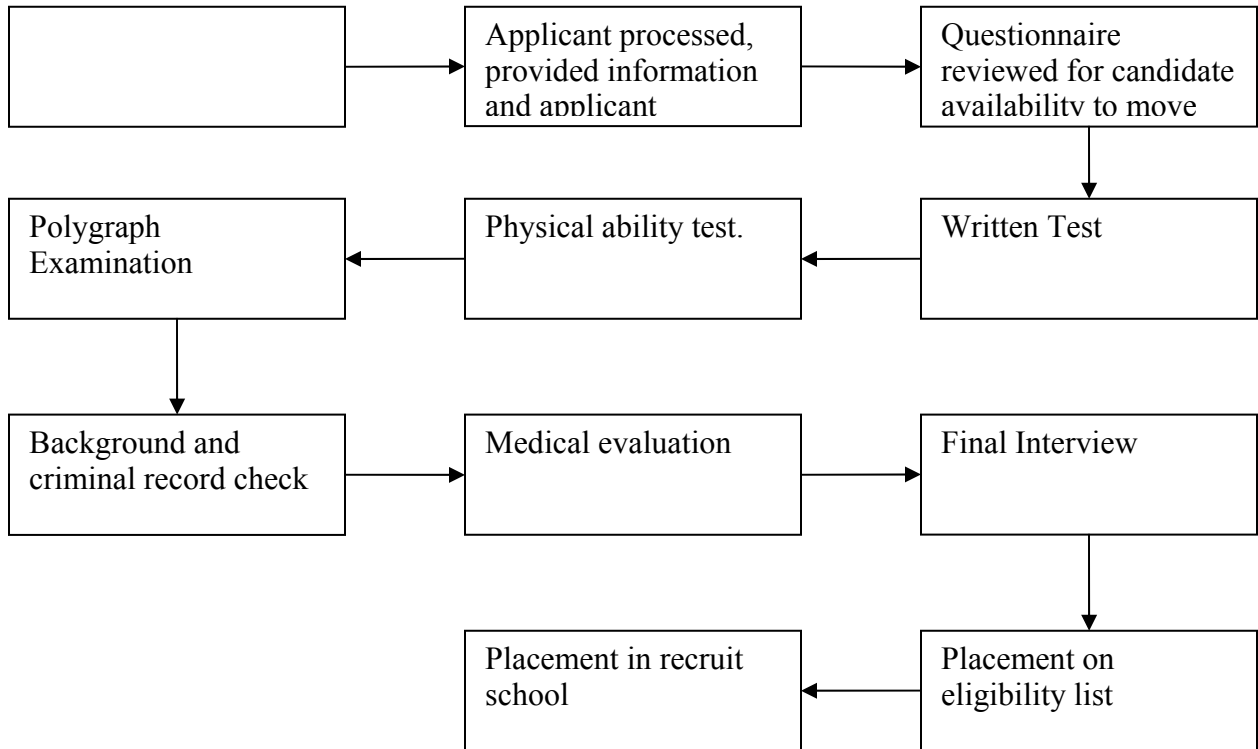 Applicant processed,
provided information
and applicant
Questionnaire
reviewed for candidate
availability to move
Written Test
Physical ability test.
Polygraph
Examination
Background and
criminal record check
Medical evaluation
Final Interview
Placement on
eligibility list
Placement in recruit
school